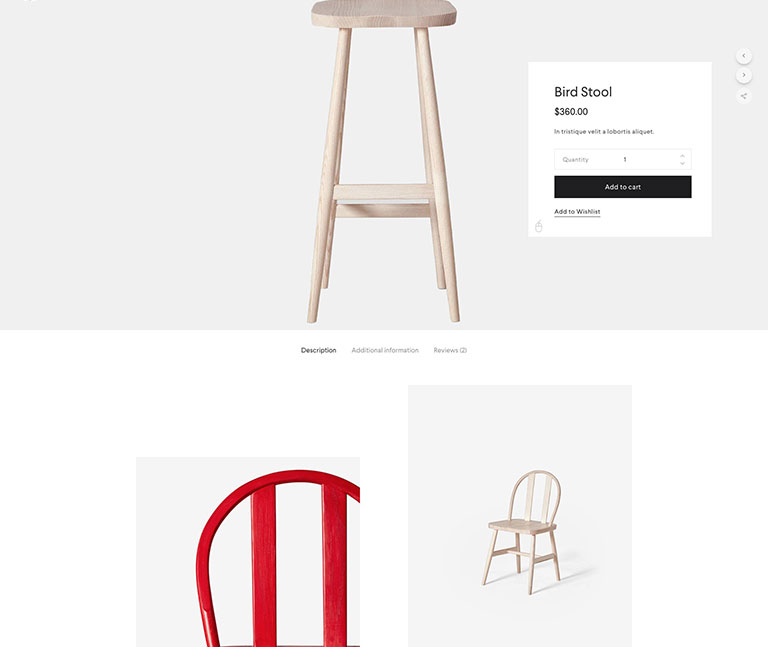 Bird Stool
$360.00
In tristique velit a lobortis aliquet.
Quantity 1
Add to cart
Add to Wishlist
Description Additional information Reviews (2)